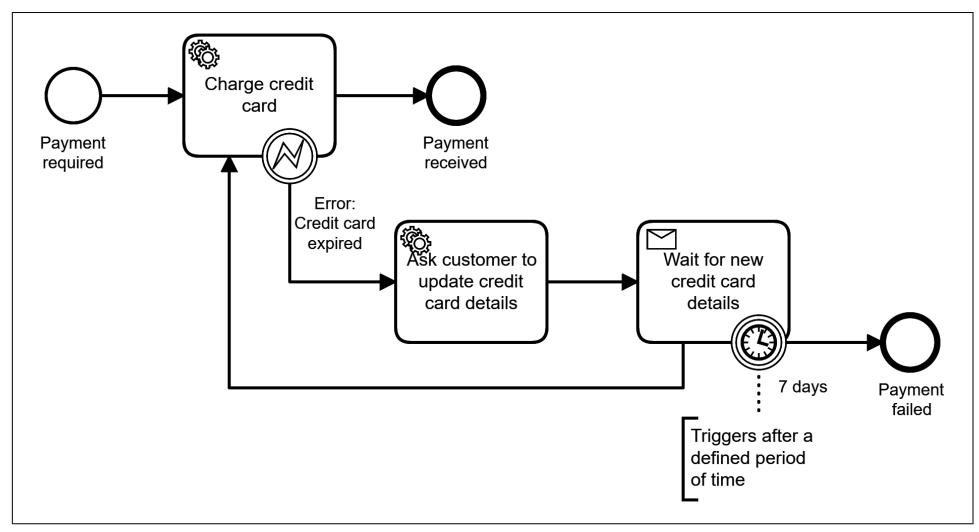 Charge credit
card
Payment
required
Payment
received
Error:
Credit card
expired
Ask customer to
update credit
card details
Wait for new
credit card
details
7 days
Payment
failed
Triggers after a
defined period
of time